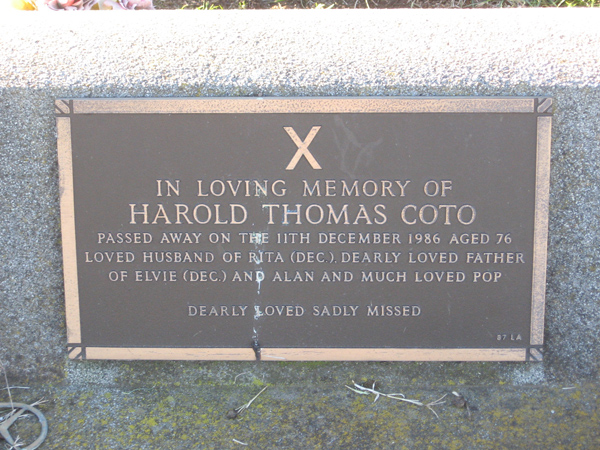 X
IN LOVING MEMORY OF
HAROLD THOMAS COTO
PASSED AWAY ON THE 11TH DECEMBER 1986 AGED 76
LOVED HUSBAND OF RITA (DEC.), DEARLY LOVED FATHER
OF ELVIE (DEC.) AND ALAN AND MUCH LOVED POP
DEARLY LOVED SADLY MISSED
87 LA